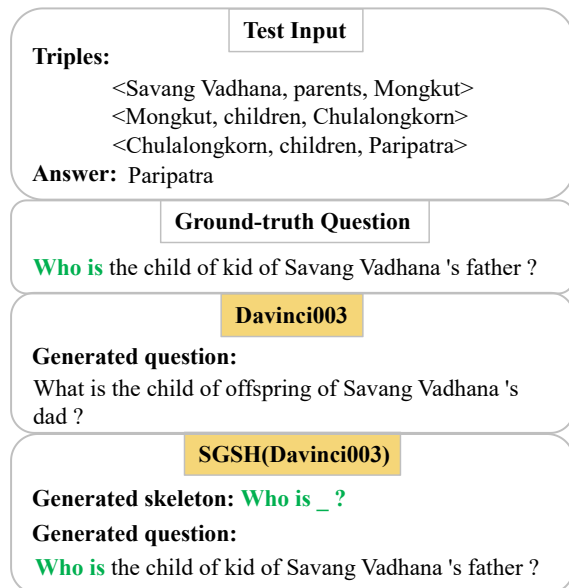 Test Input
Triples:
<Savang Vadhana, parents, Mongkut>
<Mongkut, children, Chulalongkorn>
<Chulalongkorn, children, Paripatra>
Answer: Paripatra
Ground-truth Question
Who is the child of kid of Savang Vadhana 's father ?
Davinci003
Generated question:
What is the child of offspring of Savang Vadhana 's
dad ?
SGSH(Davinci003)
Generated skeleton: Who is _ ?
Generated question:
Who is the child of kid of Savang Vadhana 's father ?